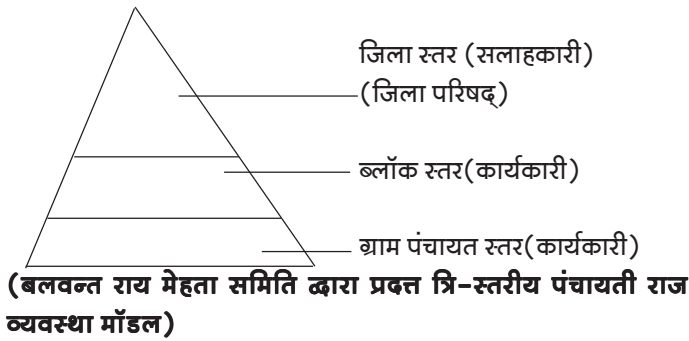 जिला स्तर (सलाहकारी)
(जिला परिषद्)
ब्लॉक स्तर(कार्यकारी)
ग्राम पंचायत स्तर(कार्यकारी)
(बलवन्त राय मेहता समिति द्वारा प्रदत्त त्रि-स्तरीय पंचायती राज
व्यवस्था मॉडल)